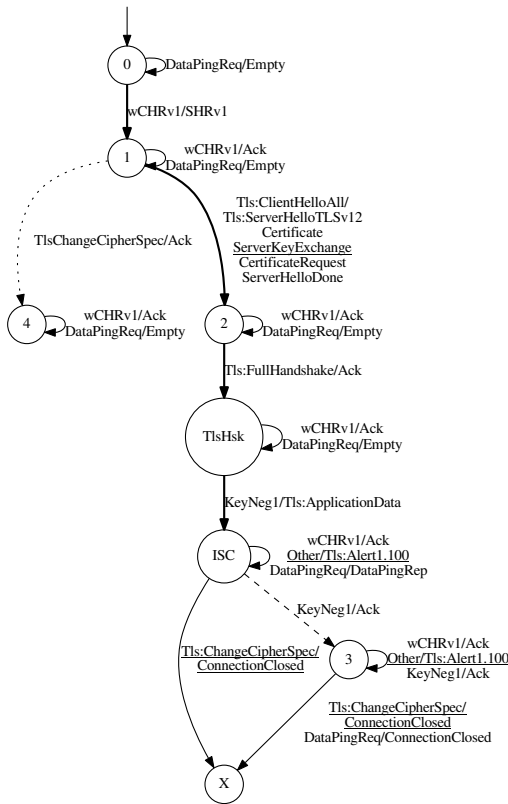 0
DataPingReq/Empty
wCHRv1/SHRv1
1
wCHRv1/Ack
DataPingReq/Empty
Tls:ClientHelloAll/
Tls:ServerHelloTLSv12
Certificate
ServerKeyExchange
CertificateRequest
ServerHelloDone
TlsChangeCipherSpec/Ack
4
wCHRv1/Ack
DataPingReq/Empty
2
wCHRv1/Ack
DataPingReq/Empty
Tls:FullHandshake/Ack
TlsHsk
wCHRv1/Ack
DataPingReq/Empty
KeyNeg1/Tls:ApplicationData
ISC
wCHRv1/Ack
Other/Tls:Alert1.100
DataPingReq/DataPingRep
KeyNeg1/Ack
Tls:ChangeCipherSpec/
ConnectionClosed
3
wCHRv1/Ack
Other/Tls:Alert1.100
KeyNeg1/Ack
Tls:ChangeCipherSpec/
ConnectionClosed
DataPingReq/ConnectionClosed
X